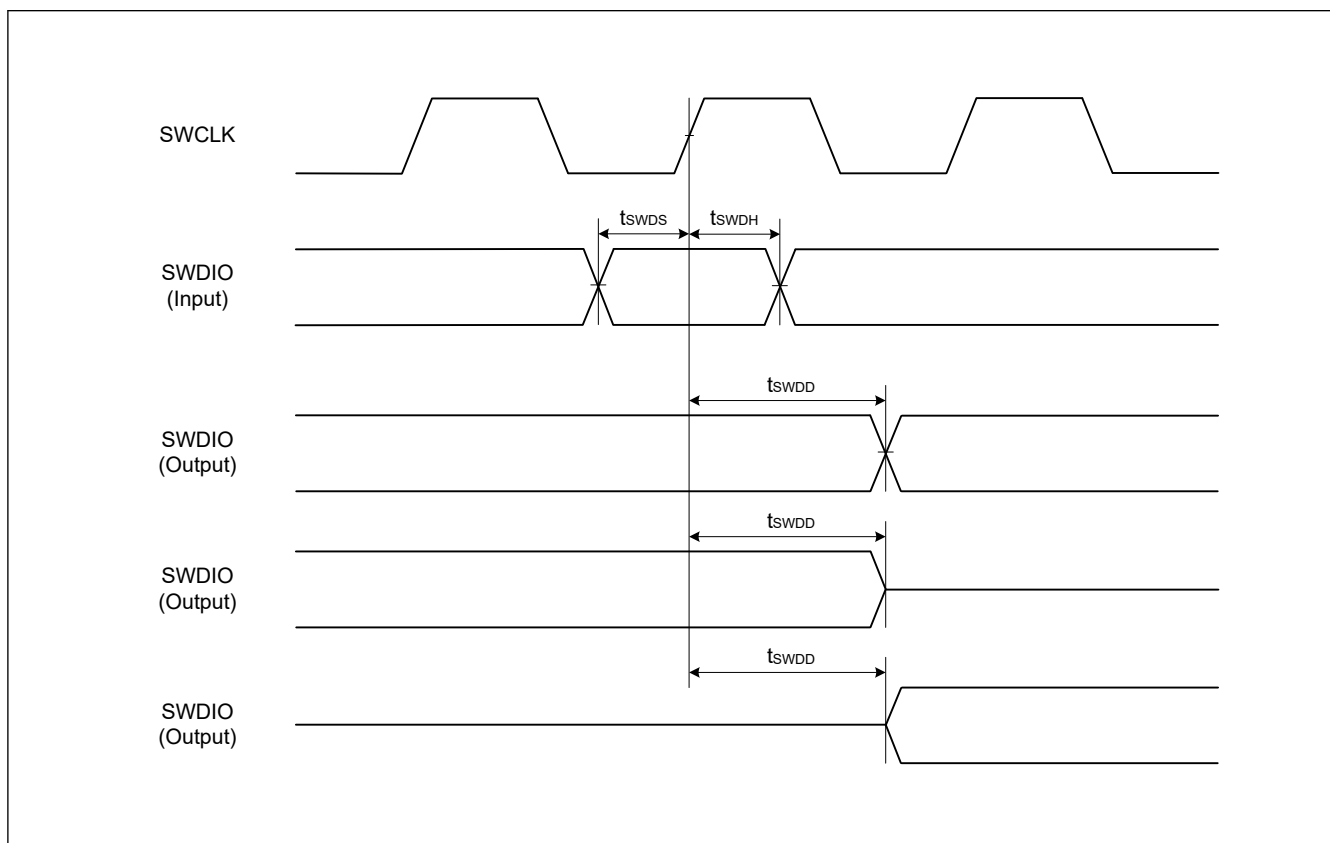 SWCLK
tSWDS
tSWDH
SWDIO
(Input)
tSWDD
SWDIO
(Output)
tSWDD
SWDIO
(Output)
tSWDD
SWDIO
(Output)